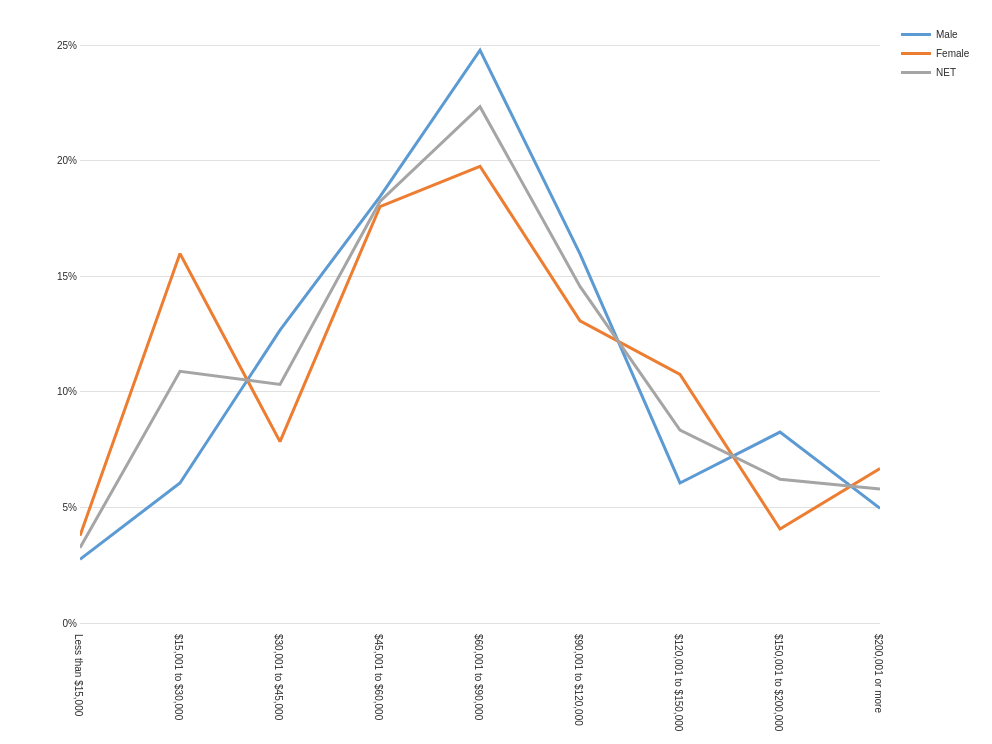 Male
Female
NET
25%
20%
15%
10%
5%
0%
Less than $15,000
$15,001 to $30,000
$30,001 to $45,000
$45,001 to $60,000
$60,001 to $90,000
$90,001 to $120,000
$120,001 to $150,000
$150,001 to $200,000
$200,001 or more